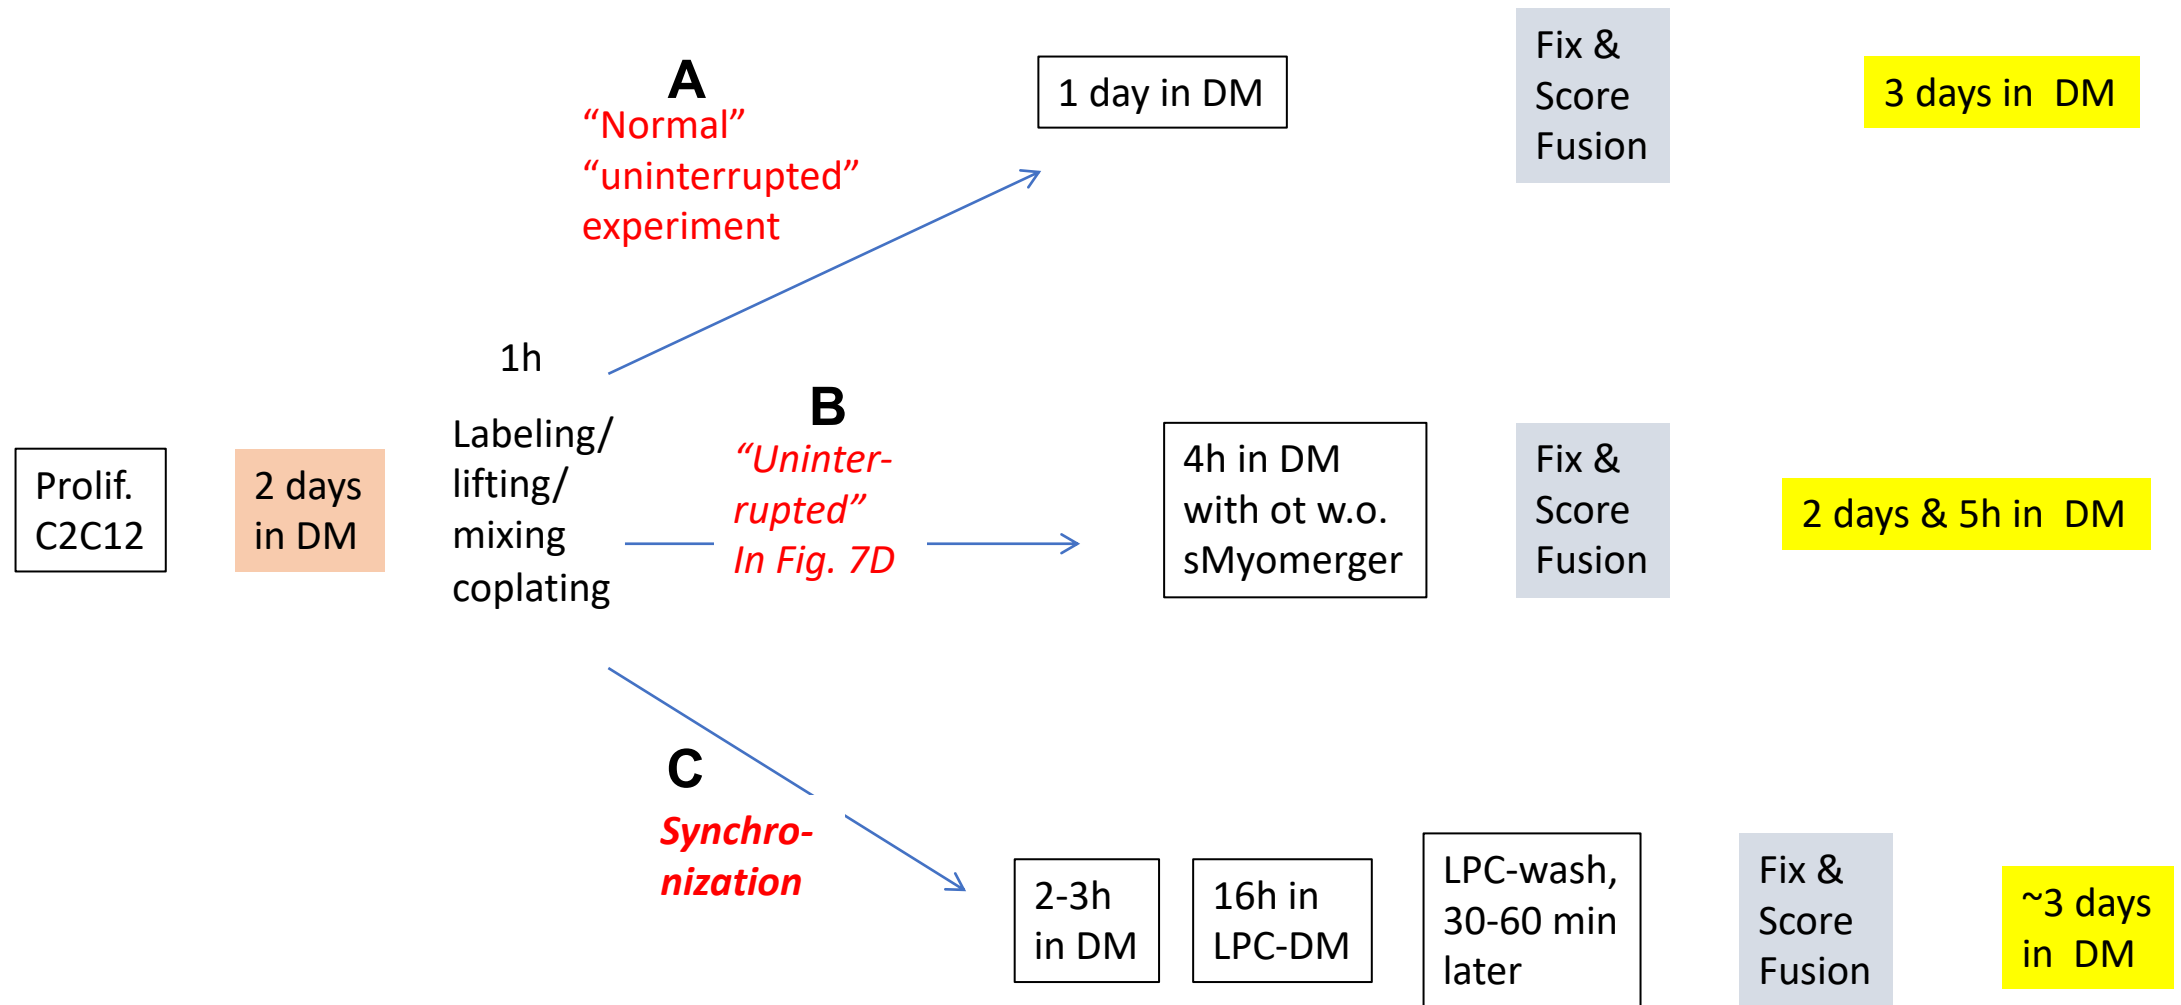 A
“Normal”
“uninterrupted”
experiment
1 day in DM
Fix &
Score
Fusion
3 days in  DM
Prolif.
C2C12
2 days
in DM
1h
Labeling/
lifting/
mixing
coplating
B
“Uninter-
rupted”
In Fig. 7D
4h in DM
with ot w.o.
sMyomerger
Fix &
Score
Fusion
2 days & 5h in  DM
C
Synchro-
nization
2-3h
in DM
16h in
LPC-DM
LPC-wash,
30-60 min
later
Fix &
Score
Fusion
~3 days
in  DM